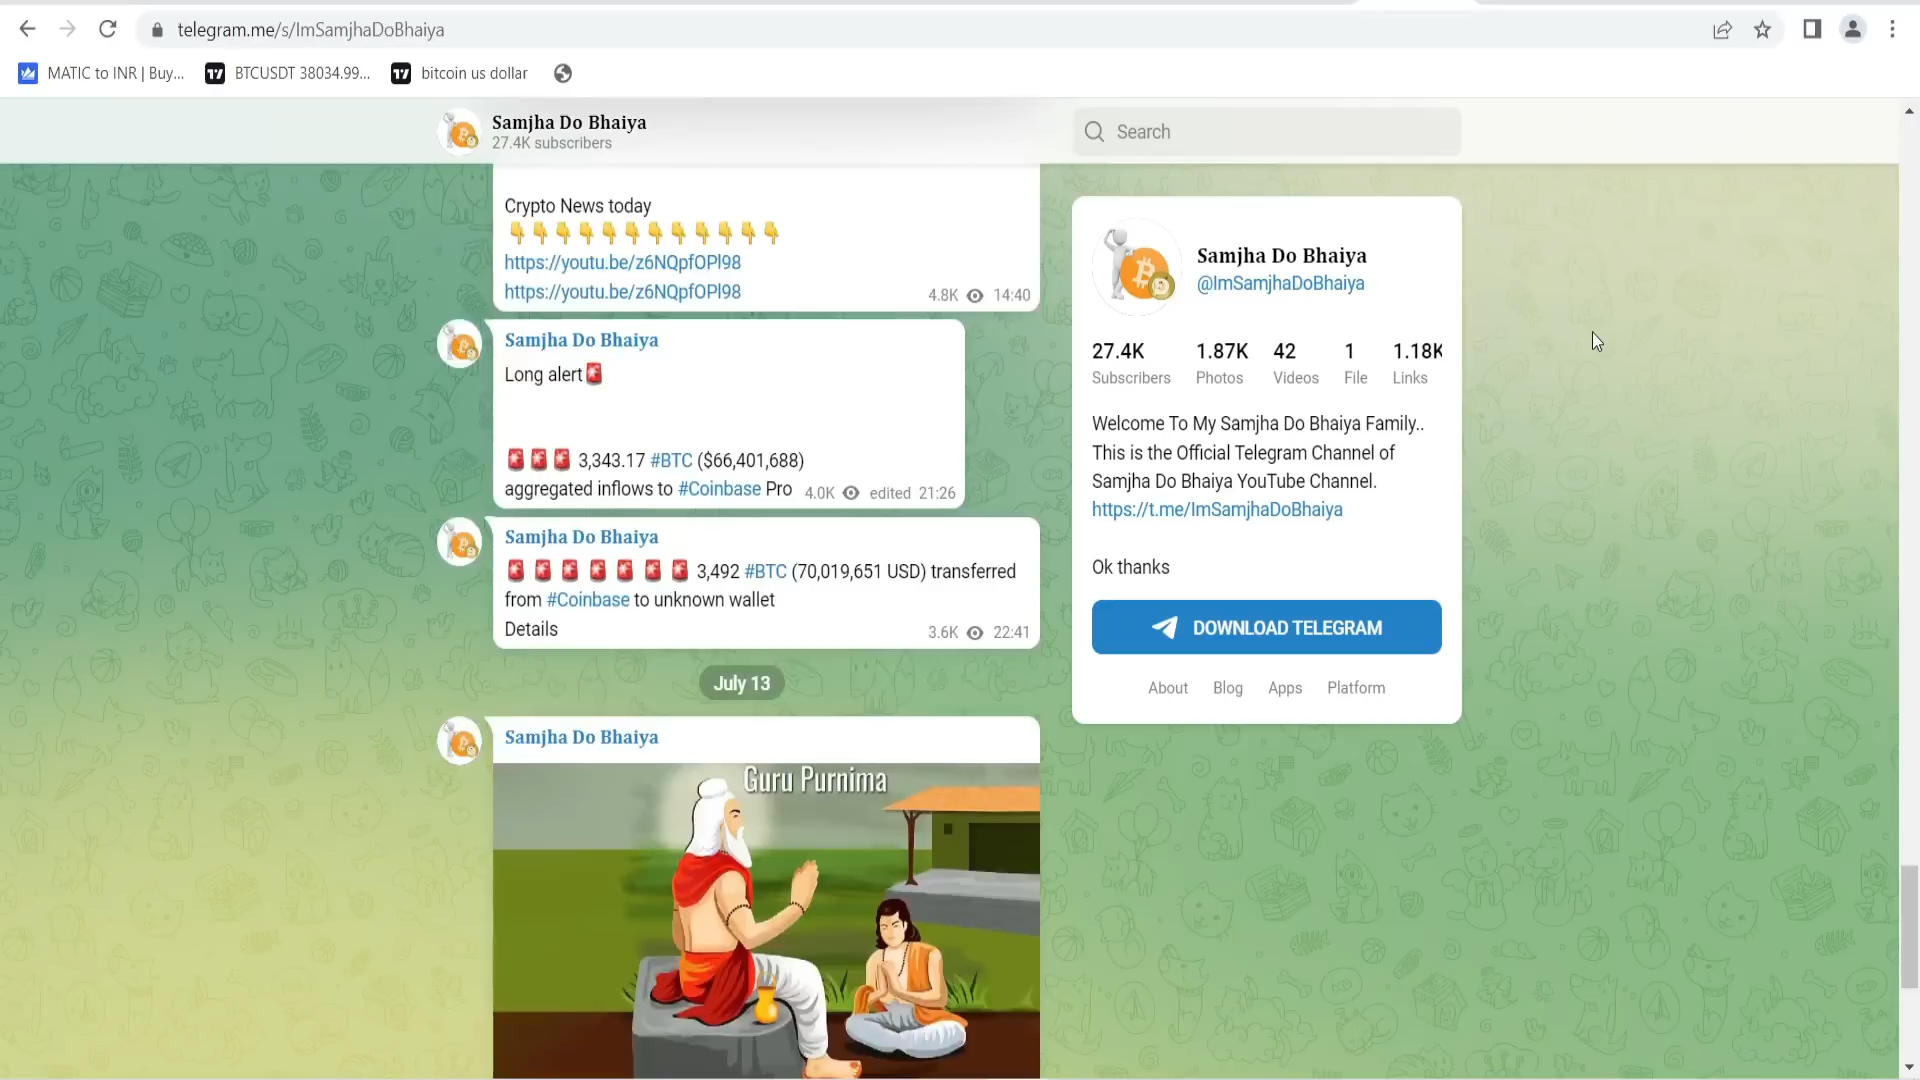 telegram.me/s/ImSamjhaDoBhaiya
MATIC to INR | Buy...
BTCUSDT 38034.99...
bitcoin us dollar
Samjha Do Bhaiya
27.4K subscribers
Search
Crypto News today
👇👇👇👇👇👇👇👇👇👇👇👇
https://youtu.be/z6NQpfOPl98
https://youtu.be/z6NQpfOPl98
4.8K 14:40
Samjha Do Bhaiya
Long alert🚨
🚨🚨🚨 3,343.17 #BTC ($66,401,688)
aggregated inflows to #Coinbase Pro
4.0K edited 21:26
Samjha Do Bhaiya
🚨🚨🚨🚨🚨🚨🚨 3,492 #BTC (70,019,651 USD) transferred
from #Coinbase to unknown wallet
Details
3.6K 22:41
July 13
Samjha Do Bhaiya
Guru Purnima
Samjha Do Bhaiya
@ImSamjhaDoBhaiya
27.4K 1.87K 42 1 1.18K
Subscribers Photos Videos File Links
Welcome To My Samjha Do Bhaiya Family..
This is the Official Telegram Channel of
Samjha Do Bhaiya YouTube Channel.
https://t.me/ImSamjhaDoBhaiya
Ok thanks
DOWNLOAD TELEGRAM
About Blog Apps Platform